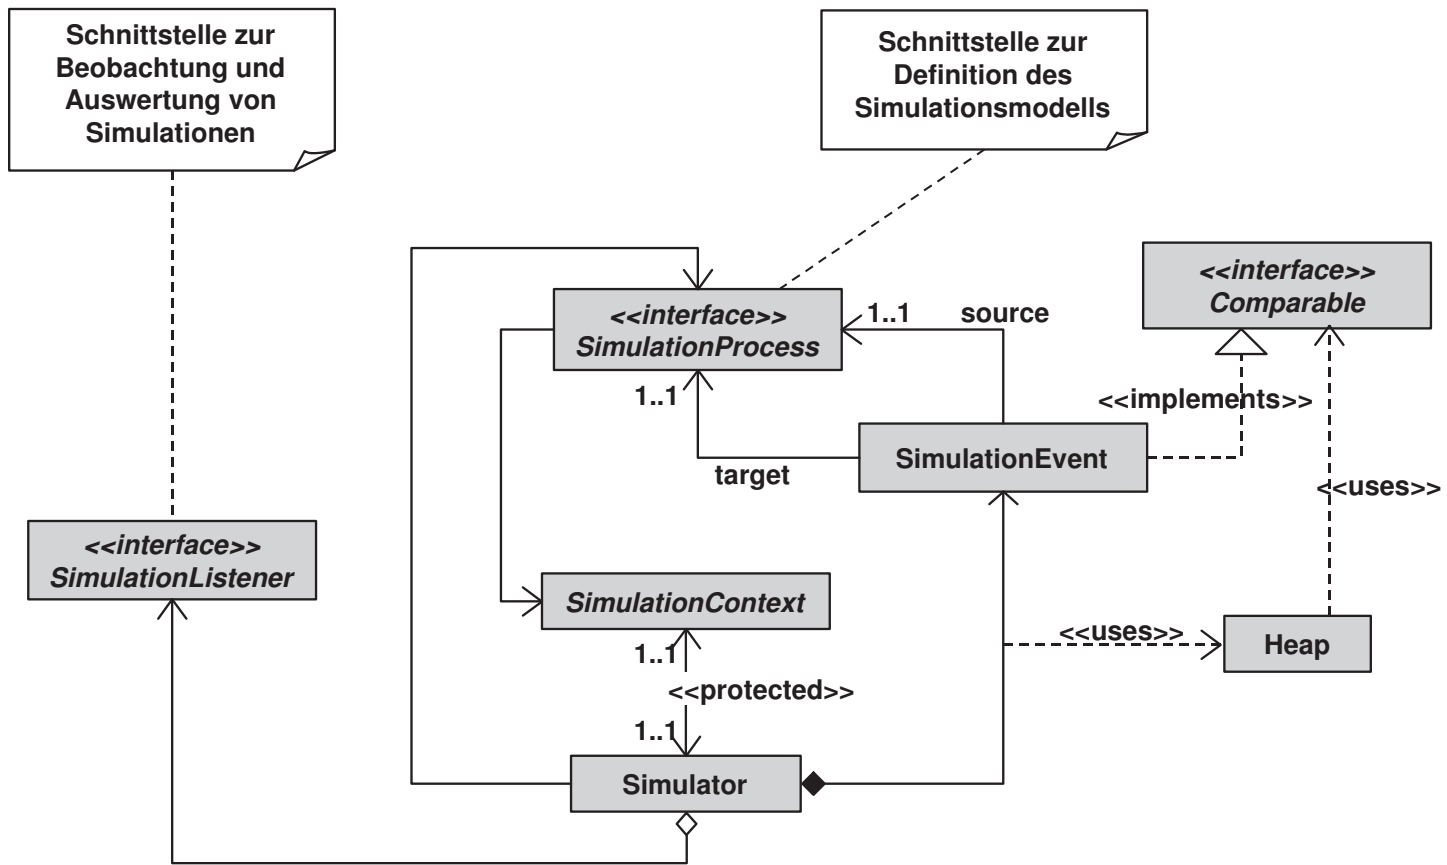 Schnittstelle zur
Beobachtung und
Auswertung von
Simulationen
Schnittstelle zur
Definition des
Simulationsmodells
<<interface>>
SimulationProcess
1..1
source
<<interface>>
Comparable
1..1
target
<<implements>>
SimulationEvent
<<uses>>
<<interface>>
SimulationListener
SimulationContext
1..1
<<protected>>
1..1
<<uses>>
Heap
Simulator